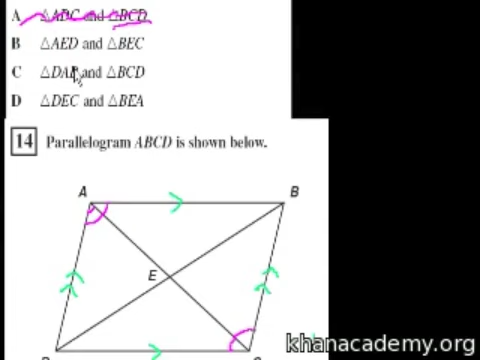 A △ABC and △BCD
B △AED and △BEC
C △DAB and △BCD
D △DEC and △BEA
14 Parallelogram ABCD is shown below.
A B
E
khanacademy.org